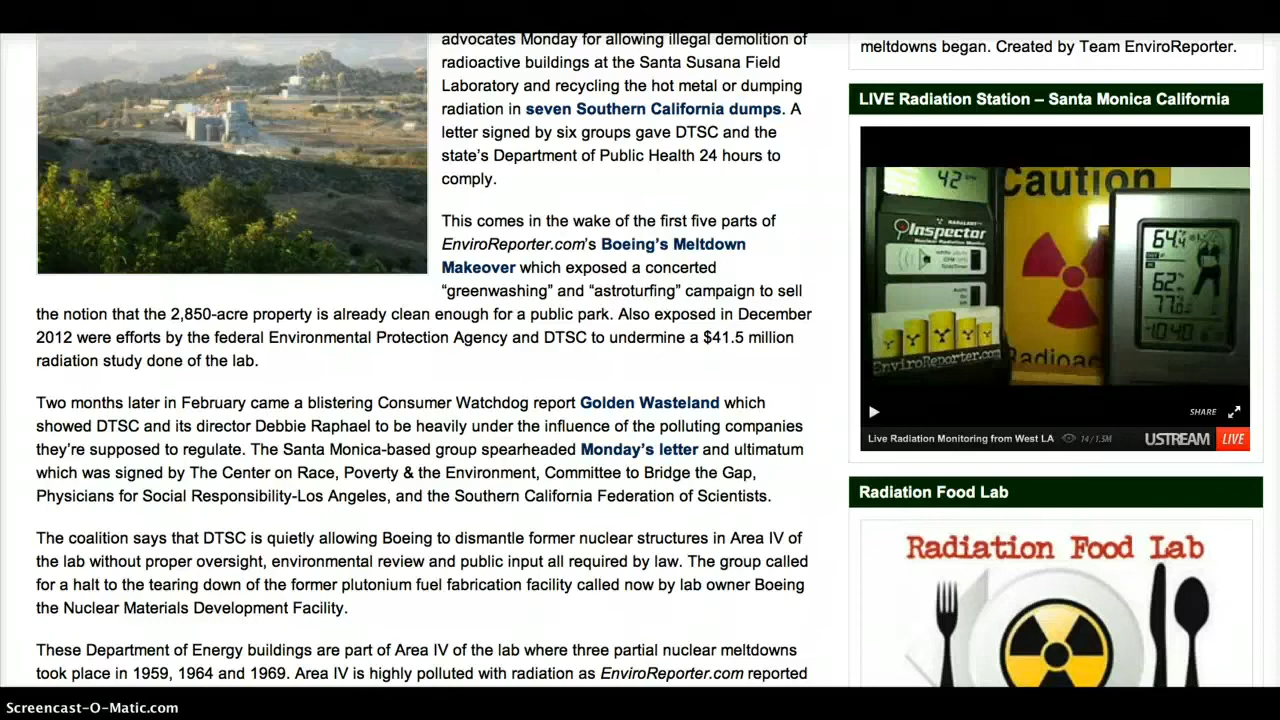 advocates Monday for allowing illegal demolition of
radioactive buildings at the Santa Susana Field
Laboratory and recycling the hot metal or dumping
radiation in seven Southern California dumps. A
letter signed by six groups gave DTSC and the
state's Department of Public Health 24 hours to
comply.
This comes in the wake of the first five parts of
EnviroReporter.com's Boeing's Meltdown
Makeover which exposed a concerted
“greenwashing” and “astroturfing” campaign to sell
the notion that the 2,850-acre property is already clean enough for a public park. Also exposed in December
2012 were efforts by the federal Environmental Protection Agency and DTSC to undermine a $41.5 million
radiation study done of the lab.
Two months later in February came a blistering Consumer Watchdog report Golden Wasteland which
showed DTSC and its director Debbie Raphael to be heavily under the influence of the polluting companies
they're supposed to regulate. The Santa Monica-based group spearheaded Monday's letter and ultimatum
which was signed by The Center on Race, Poverty & the Environment, Committee to Bridge the Gap,
Physicians for Social Responsibility-Los Angeles, and the Southern California Federation of Scientists.
The coalition says that DTSC is quietly allowing Boeing to dismantle former nuclear structures in Area IV of
the lab without proper oversight, environmental review and public input all required by law. The group called
for a halt to the tearing down of the former plutonium fuel fabrication facility called now by lab owner Boeing
the Nuclear Materials Development Facility.
These Department of Energy buildings are part of Area IV of the lab where three partial nuclear meltdowns
took place in 1959, 1964 and 1969. Area IV is highly polluted with radiation as EnviroReporter.com reported
meltdowns began. Created by Team EnviroReporter.
LIVE Radiation Station – Santa Monica California
42
Caution
Inspector
EnviroReporter.com
Radioac
64.4
62
77.0
SHARE
Live Radiation Monitoring from West LA 14 / 1.5M USTREAM LIVE
Radiation Food Lab
Radiation Food Lab
Screencast-O-Matic.com